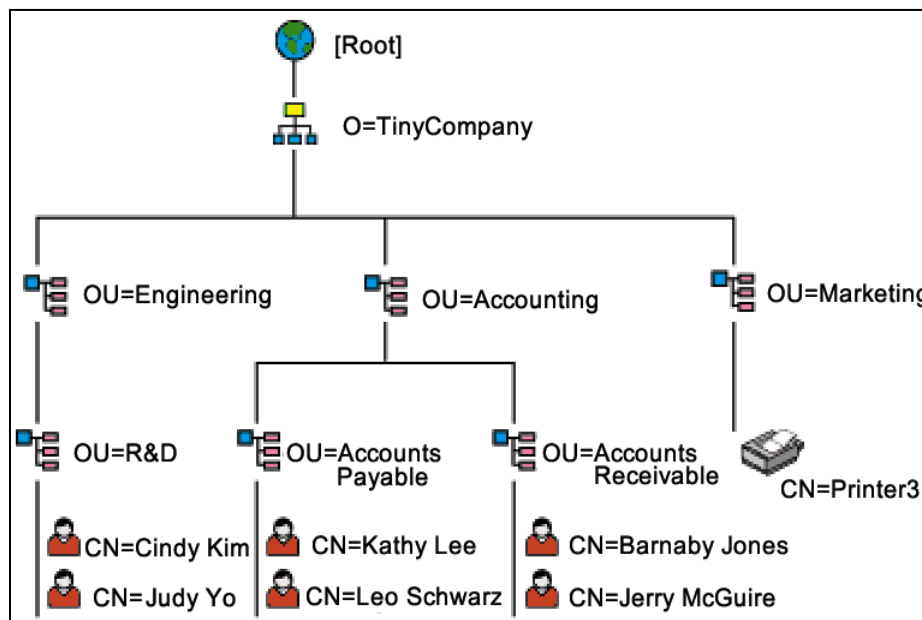 [Root]
O=TinyCompany
OU=Engineering
OU=Accounting
OU=Marketing
OU=R&D
OU=Accounts
Payable
OU=Accounts
Receivable
CN=Printer3
CN=Cindy Kim
CN=Kathy Lee
CN=Barnaby Jones
CN=Judy Yo
CN=Leo Schwarz
CN=Jerry McGuire